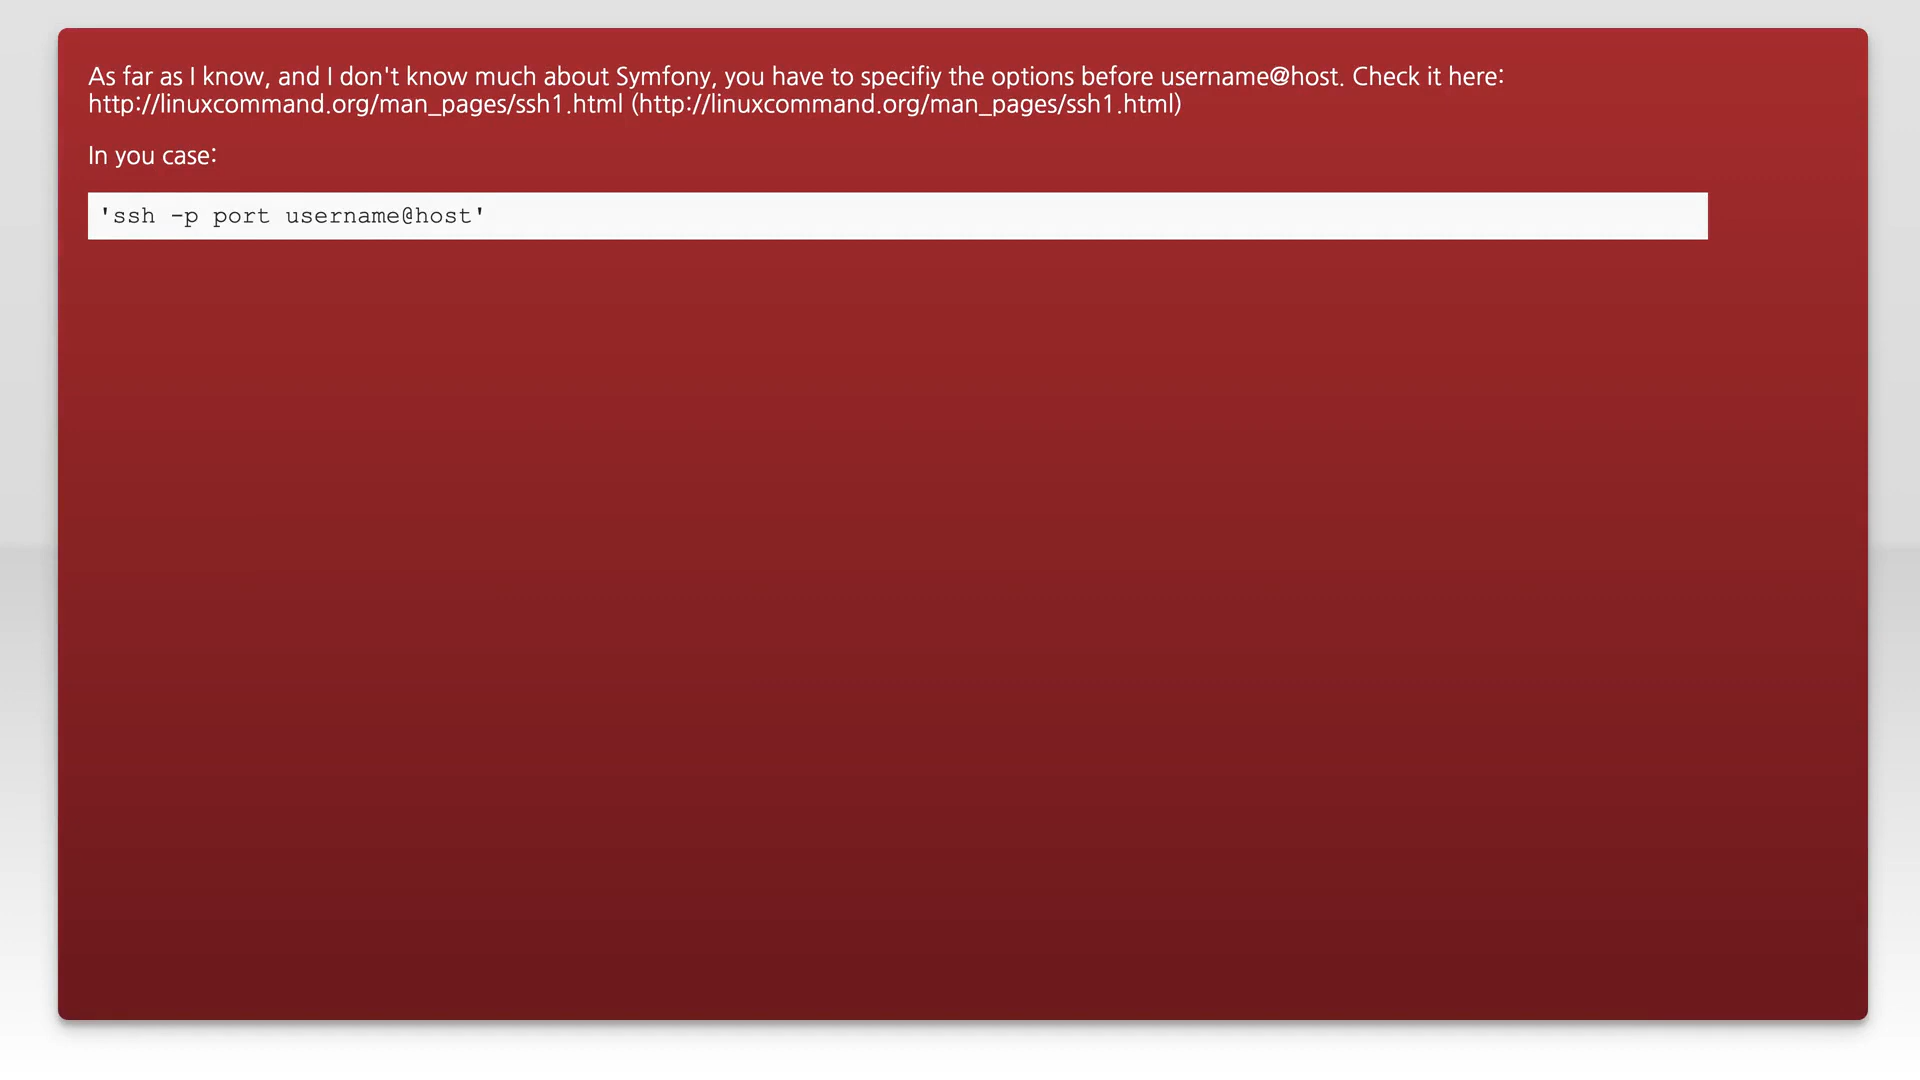 As far as I know, and I don't know much about Symfony, you have to specifiy the options before username@host. Check it here:
http://linuxcommand.org/man_pages/ssh1.html (http://linuxcommand.org/man_pages/ssh1.html)
In you case:
'ssh -p port username@host'